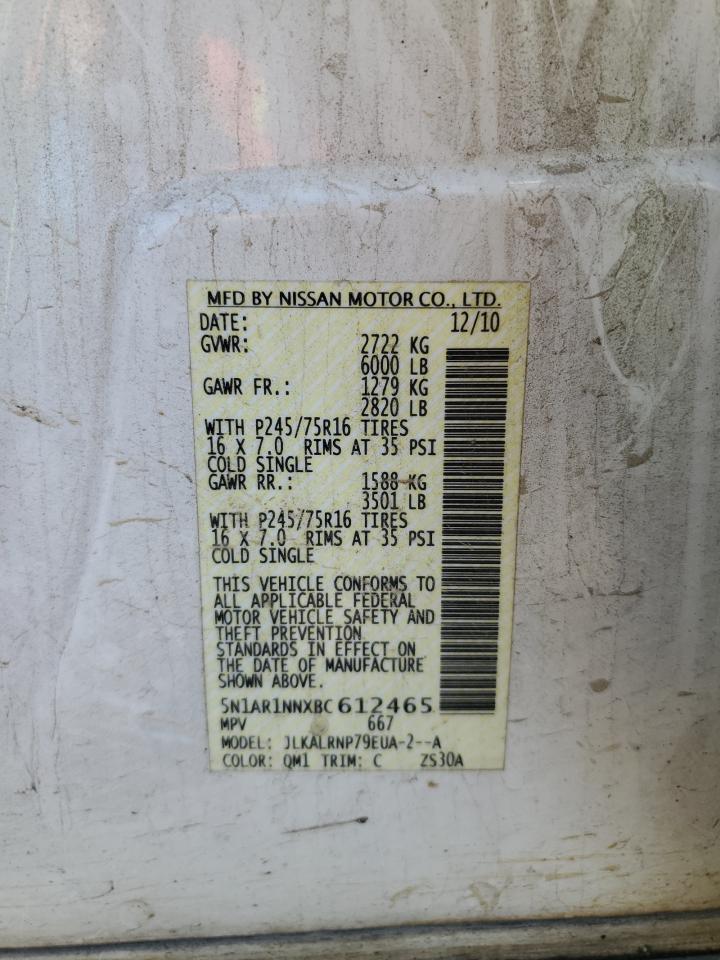 MFD BY NISSAN MOTOR CO., LTD.
DATE: 12/10
GVWR: 2722 KG
6000 LB
GAWR FR.: 1279 KG
2820 LB
WITH P245/75R16 TIRES
16 X 7.0 RIMS AT 35 PSI
COLD SINGLE
GAWR RR.: 1588 KG
3501 LB
WITH P245/75R16 TIRES
16 X 7.0 RIMS AT 35 PSI
COLD SINGLE
THIS VEHICLE CONFORMS TO
ALL APPLICABLE FEDERAL
MOTOR VEHICLE SAFETY AND
THEFT PREVENTION
STANDARDS IN EFFECT ON
THE DATE OF MANUFACTURE
SHOWN ABOVE.
5N1AR1NNXBC612465
MPV 667
MODEL: JLKALRNP79EUA-2--A
COLOR: QM1 TRIM: C ZS30A